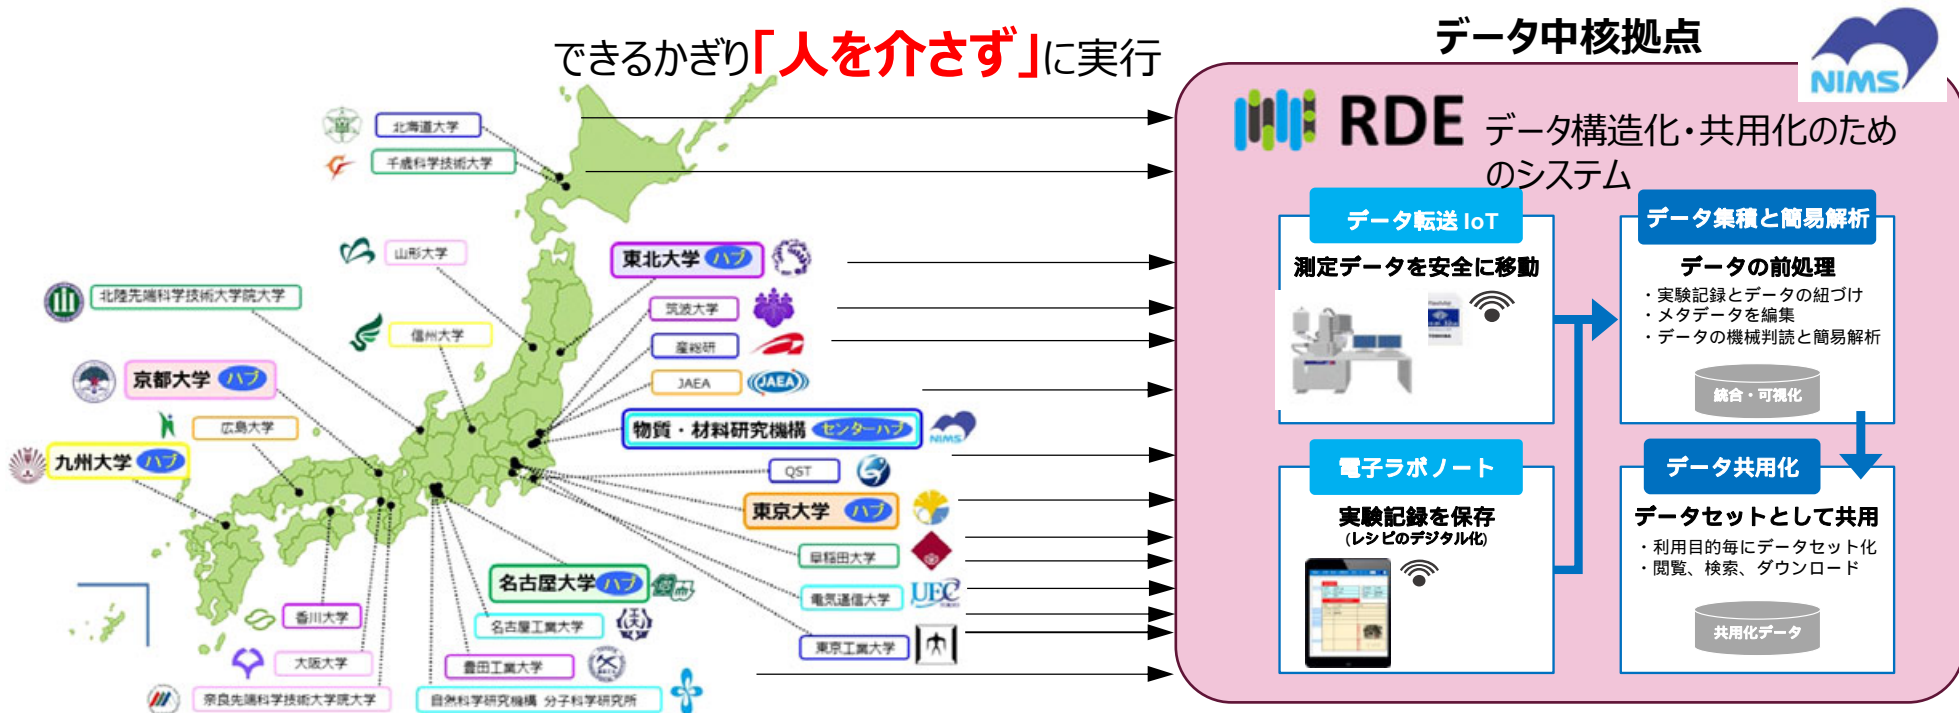 できるかぎり「人を介さず」に実行
データ中核拠点
NIMS
RDE データ構造化・共用化のため
のシステム
北海道大学
千歳科学技術大学
山形大学
東北大学 ハブ
北陸先端科学技術大学院大学
筑波大学
信州大学
産総研
京都大学 ハブ
JAEA
JAEA
広島大学
物質・材料研究機構 センターハブ
NIMS
九州大学 ハブ
QST
東京大学 ハブ
早稲田大学
名古屋大学 ハブ
電気通信大学
UEC
香川大学
名古屋工業大学
東京工業大学
大阪大学
豊田工業大学
奈良先端科学技術大学院大学
自然科学研究機構 分子科学研究所
データ転送 IoT
測定データを安全に移動
データ集積と簡易解析
データの前処理
・実験記録とデータの紐づけ
・メタデータを編集
・データの機械判読と簡易解析
統合・可視化
電子ラボノート
実験記録を保存
(レシピのデジタル化)
データ共用化
データセットとして共用
・利用目的毎にデータセット化
・閲覧、検索、ダウンロード
共用化データ